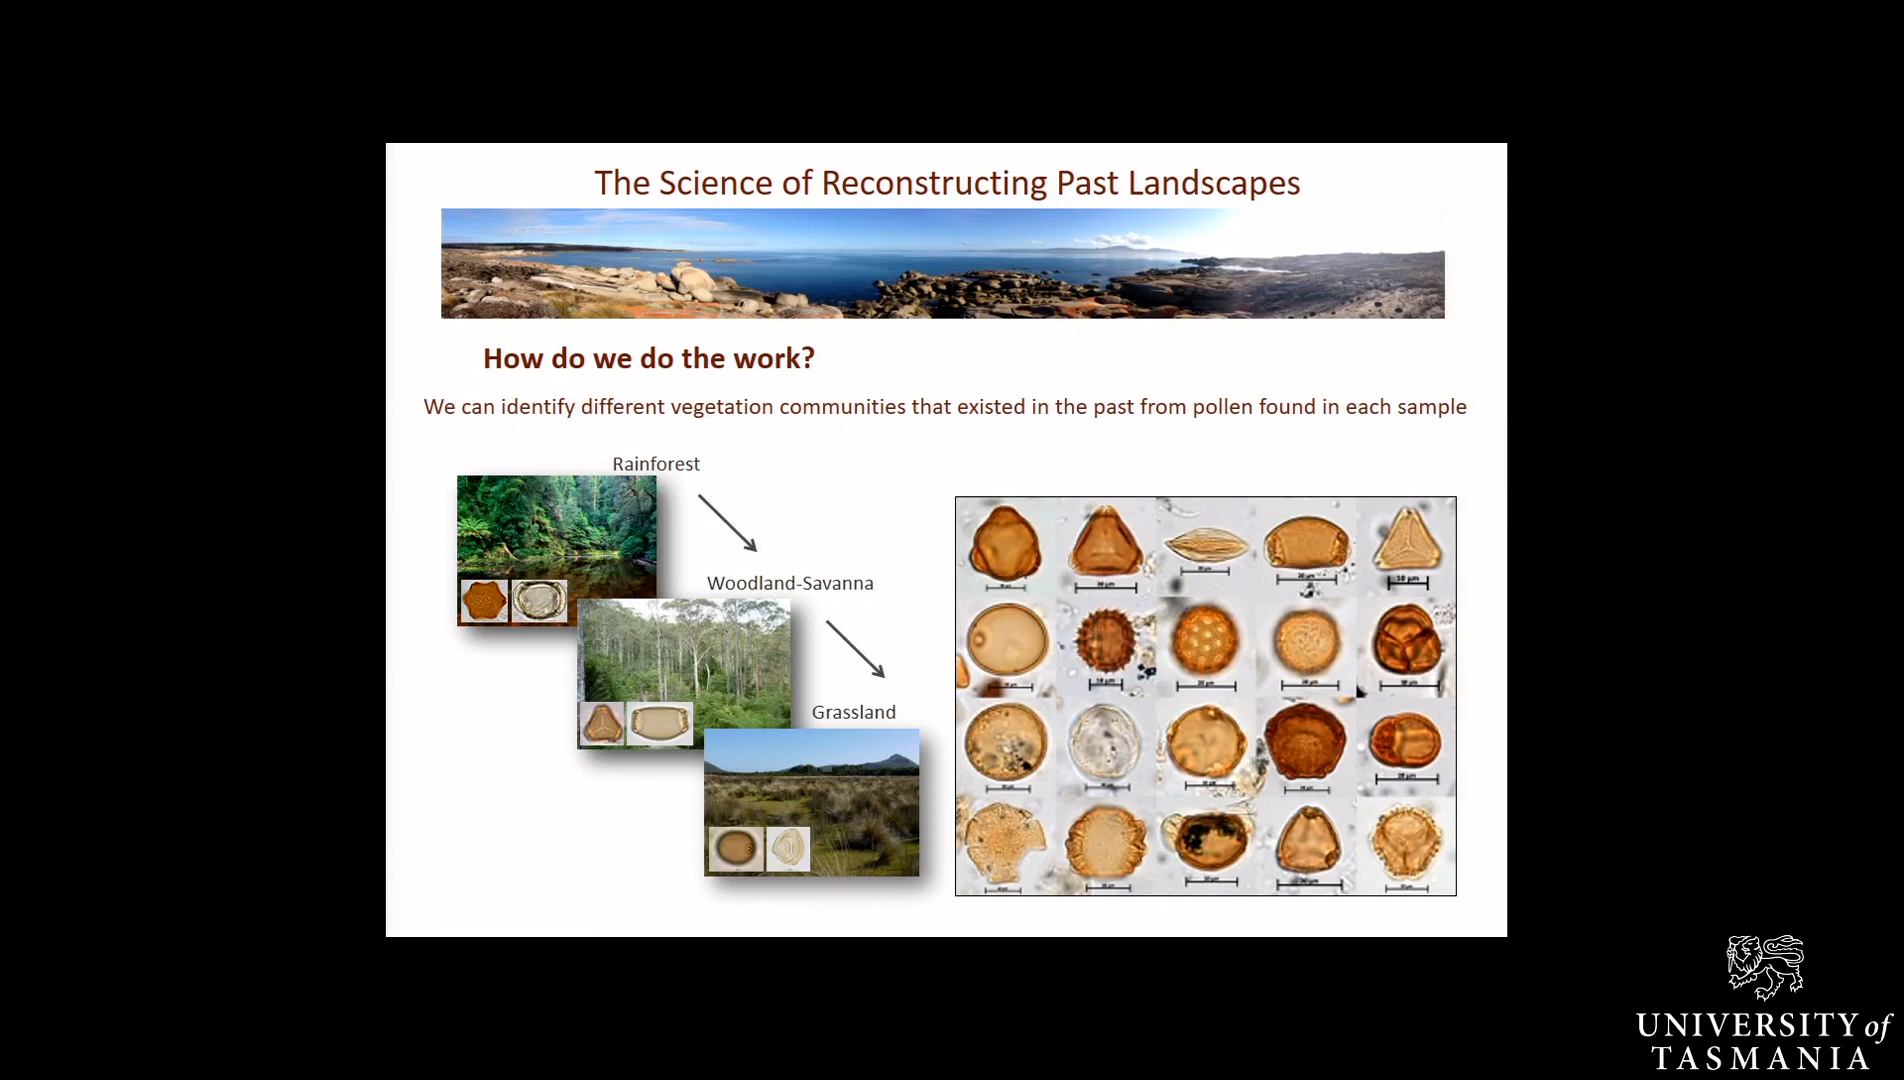 The Science of Reconstructing Past Landscapes
How do we do the work?
We can identify different vegetation communities that existed in the past from pollen found in each sample
Rainforest
Woodland-Savanna
Grassland
UNIVERSITY of
TASMANIA